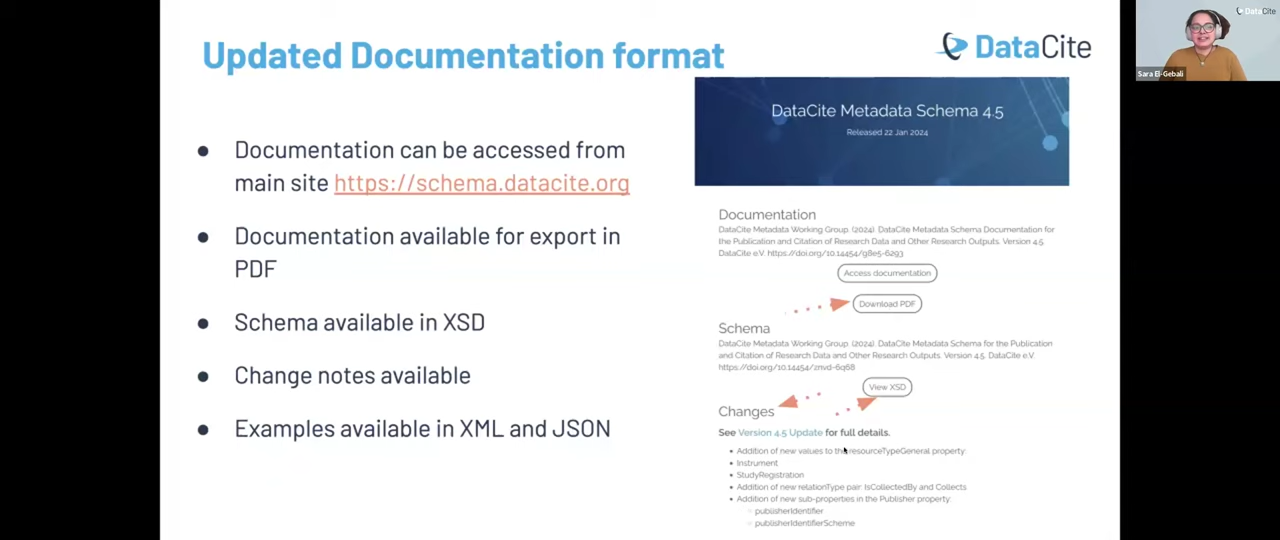 Updated Documentation format
DataCite
● Documentation can be accessed from
main site https://schema.datacite.org
● Documentation available for export in
PDF
● Schema available in XSD
● Change notes available
● Examples available in XML and JSON
DataCite Metadata Schema 4.5
Released 22 Jan 2024
Documentation
DataCite Metadata Working Group. (2024). DataCite Metadata Schema Documentation for
the Publication and Citation of Research Data and Other Research Outputs. Version 4.5.
DataCite e.V. https://doi.org/10.14454/g8e5-6293
Access documentation
Download PDF
Schema
DataCite Metadata Working Group. (2024). DataCite Metadata Schema for the Publication
and Citation of Research Data and Other Research Outputs. Version 4.5. DataCite e.V.
https://doi.org/10.14454/znvd-6q68
View XSD
Changes
See Version 4.5 Update for full details.
• Addition of new values to the resourceTypeGeneral property:
• Instrument
• StudyRegistration
• Addition of new relationType pair: IsCollectedBy and Collects
• Addition of new sub-properties in the Publisher property:
○ publisherIdentifier
○ publisherIdentifierScheme
DataCite
Sara El-Gebali